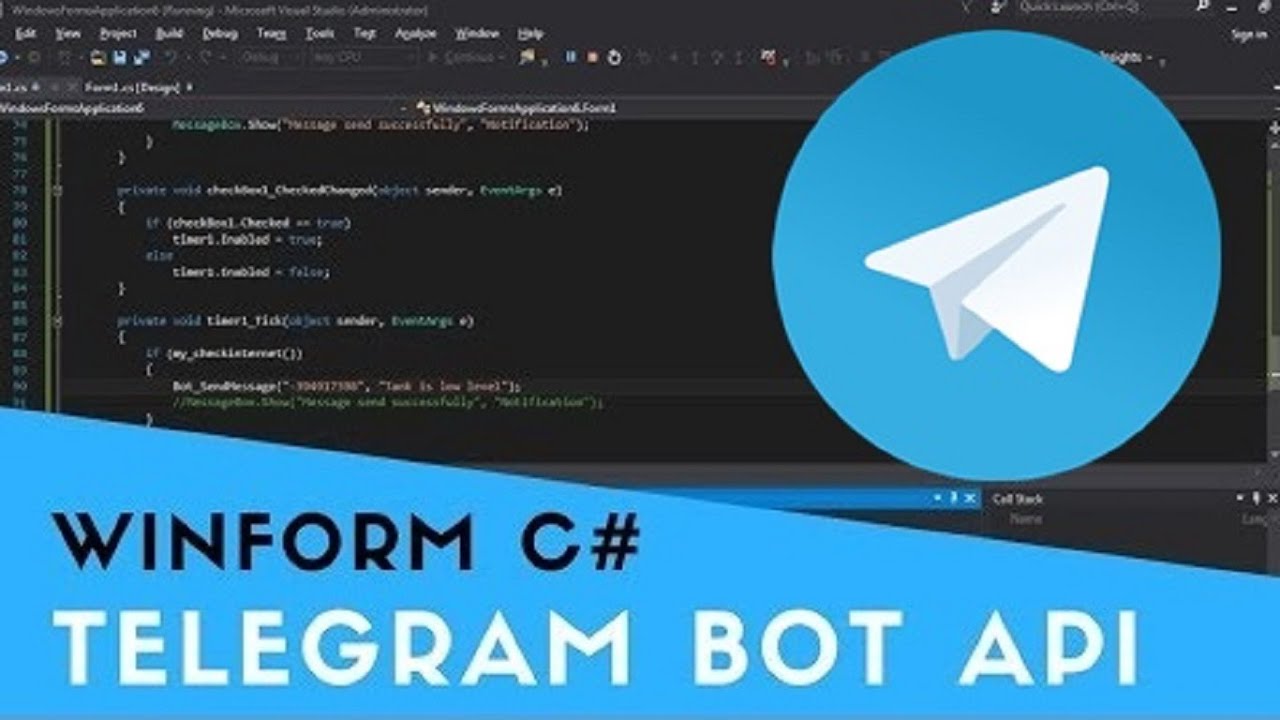 WindowsFormsApplication6 (Running) - Microsoft Visual Studio (Administrator)
Quick Launch (Ctrl+Q)
Edit View Project Build Debug Team Tools Test Analyze Window Help
Sign in
Debug Any CPU Continue
Insights
Form1.cs [Design]
WindowsFormsApplication6
WindowsFormsApplication6.Form1
74 MessageBox.Show("Message send successfully", "Notification");
75 }
76 }
77
78 private void checkBox1_CheckedChanged(object sender, EventArgs e)
79 {
80 if (checkBox1.Checked == true)
81 timer1.Enabled = true;
82 else
83 timer1.Enabled = false;
84 }
85
86 private void timer1_Tick(object sender, EventArgs e)
87 {
88 if (my_checkinternet())
89 {
90 Bot_SendMessage( "Tank is low level");
91 //MessageBox.Show("Message send successfully", "Notification");
}
Call Stack
Name
WINFORM C#
TELEGRAM BOT API